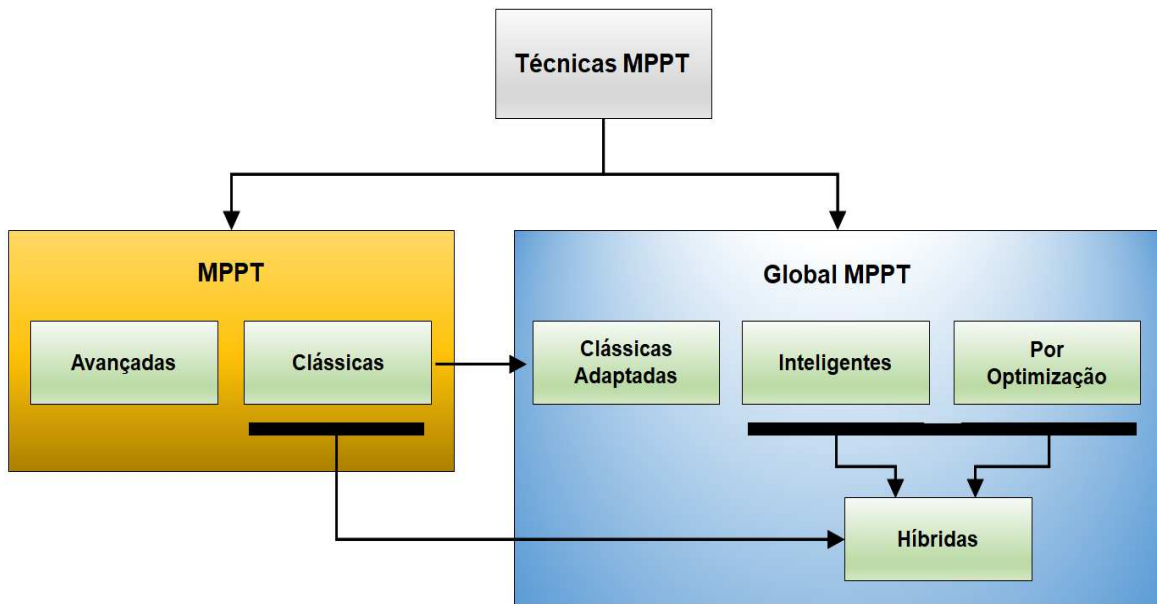 Técnicas MPPT
MPPT
Global MPPT
Avançadas
Clássicas
Clássicas
Adaptadas
Inteligentes
Por
Optimização
Híbridas